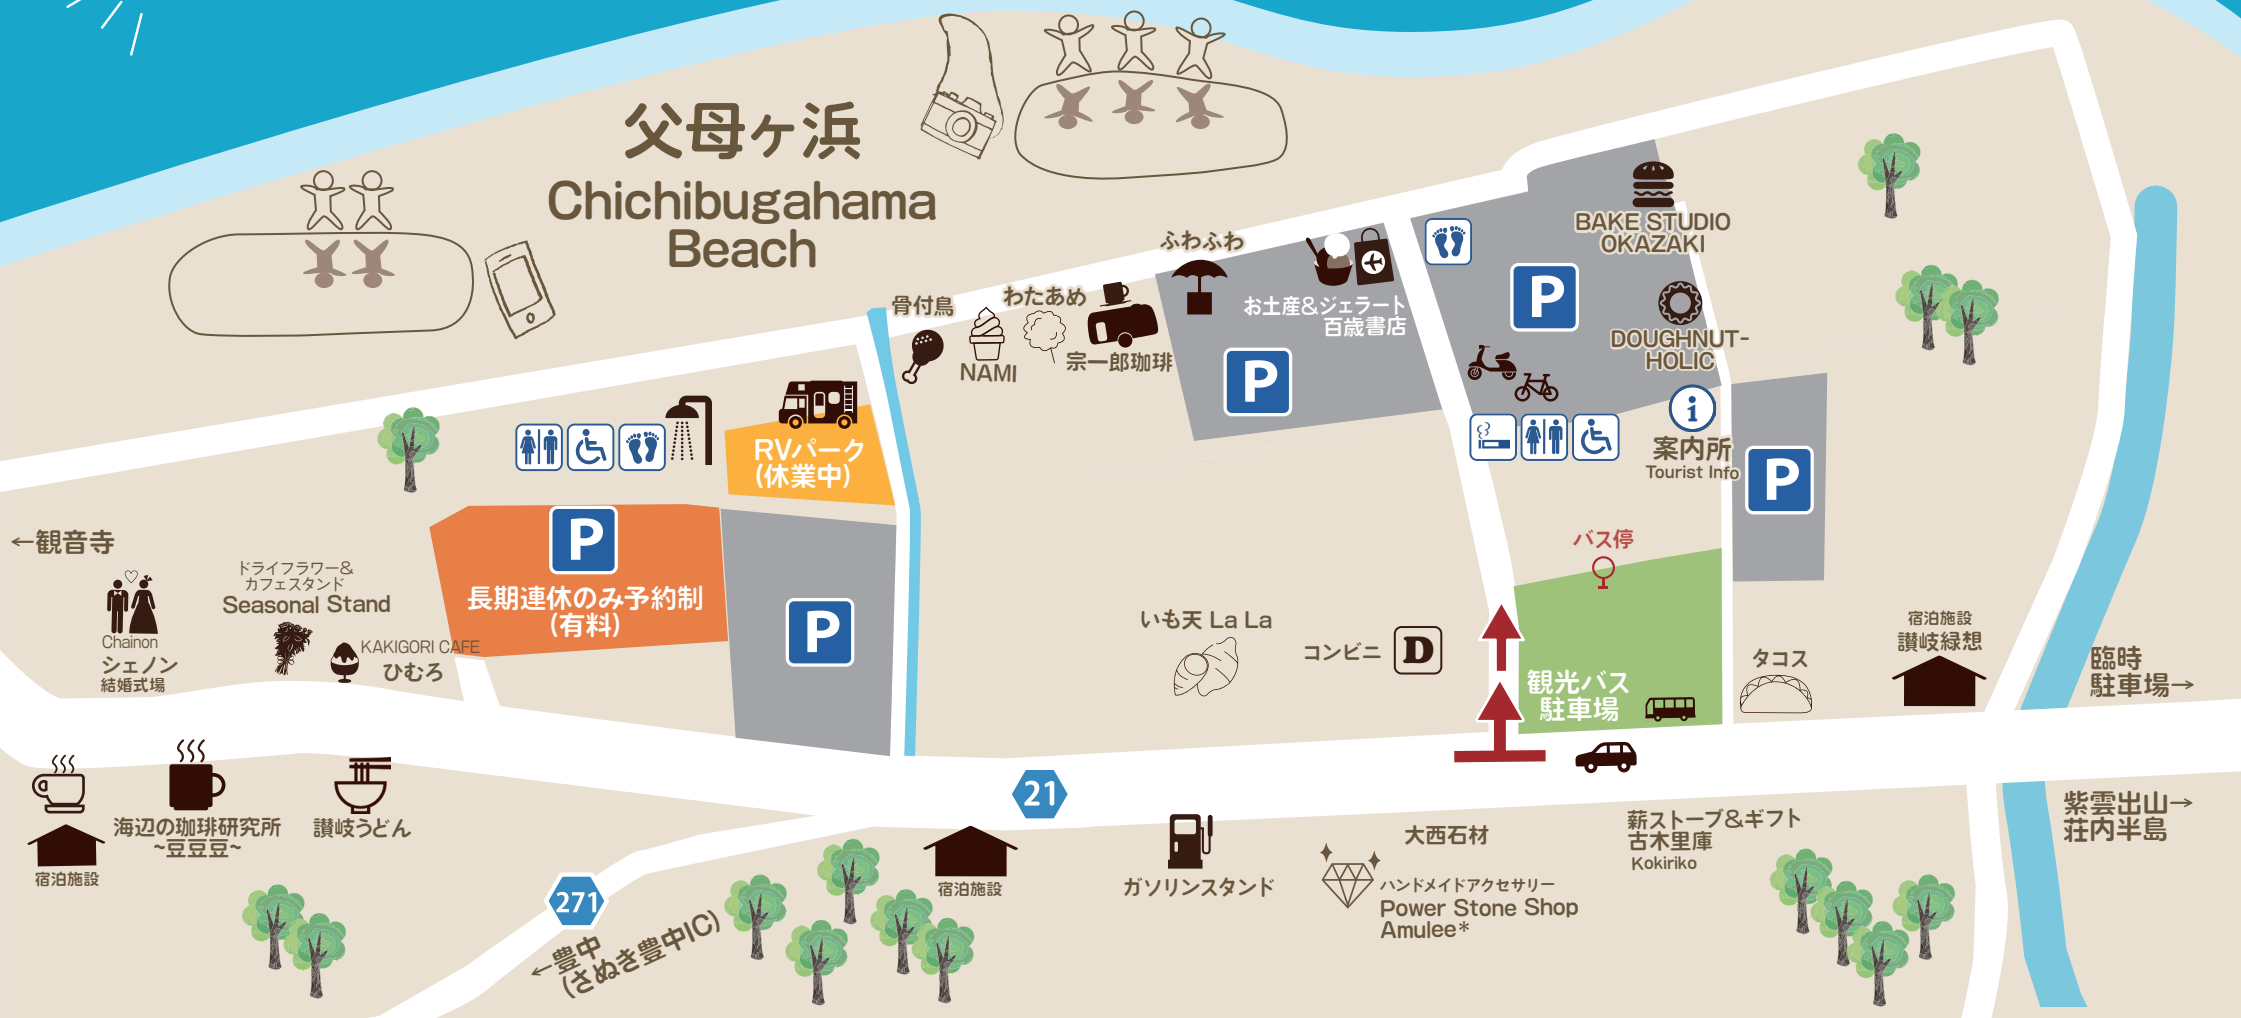 父母ヶ浜
Chichibugahama
Beach
BAKE STUDIO
OKAZAKI
ふわふわ
骨付鳥
わたあめ
お土産&ジェラート
百歳書店
NAMI
宗一郎珈琲
P
P
DOUGHNUT-
HOLIC
i
案内所
Tourist Info
P
RVパーク
(休業中)
P
長期連休のみ予約制
(有料)
P
←観音寺
Chainon
シェノン
結婚式場
ドライフラワー&
カフェスタンド
Seasonal Stand
KAKIGORI CAFE
ひむろ
バス停
いも天 La La
コンビニ
D
観光バス
駐車場
タコス
宿泊施設
讃岐緑想
臨時
駐車場→
海辺の珈琲研究所
~豆豆豆~
讃岐うどん
宿泊施設
21
271
←豊中
(さぬき豊中IC)
宿泊施設
ガソリンスタンド
大西石材
ハンドメイドアクセサリー
Power Stone Shop
Amulee*
薪ストーブ&ギフト
古木里庫
Kokiriko
紫雲出山→
荘内半島